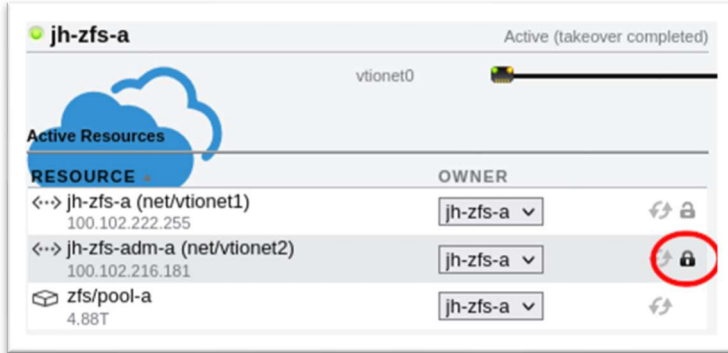 jh-zfs-a
Active (takeover completed)
vtionet0
Active Resources
RESOURCE OWNER
jh-zfs-a (net/vtionet1)
100.102.222.255
jh-zfs-a
jh-zfs-adm-a (net/vtionet2)
100.102.216.181
jh-zfs-a
zfs/pool-a
4.88T
jh-zfs-a